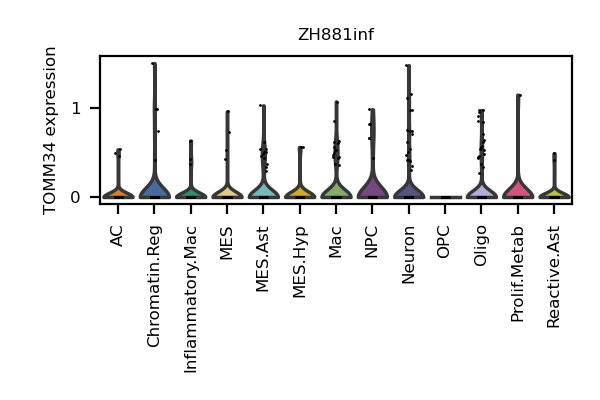 ZH881inf
TOMM34 expression
1
0
AC
Chromatin.Reg
Inflammatory.Mac
MES
MES.Ast
MES.Hyp
Mac
NPC
Neuron
OPC
Oligo
Prolif.Metab
Reactive.Ast